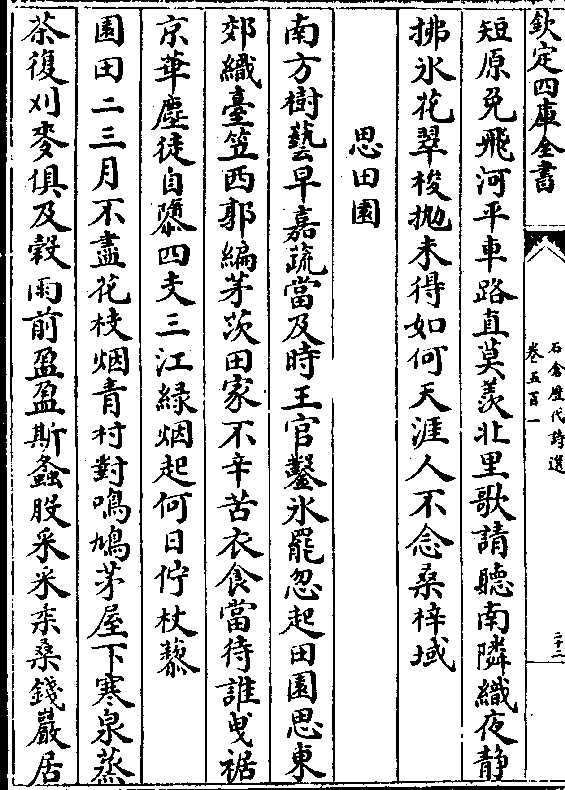 欽定四庫全書
石倉歷代詩選
卷五百一
二十二
短原免飛河平車路直莫羨北里歌請聽南隣織夜静
拂氷花翠梭抛未得如何天涯人不念桑梓域
思田園
南方樹藝早嘉蔬當及時王官鑿氷罷忽起田園思東
郊織臺笠西郭編茅茨田家不辛苦衣食當待誰曳裾
京華塵徒自隳四支三江緑烟起何日佇杖藜
園田二三月不盡花枝烟青村對鳴鳩茅屋下寒泉蒸
茶復刈麥俱及穀雨前盈盈斯螽股采采柔桑錢巖居